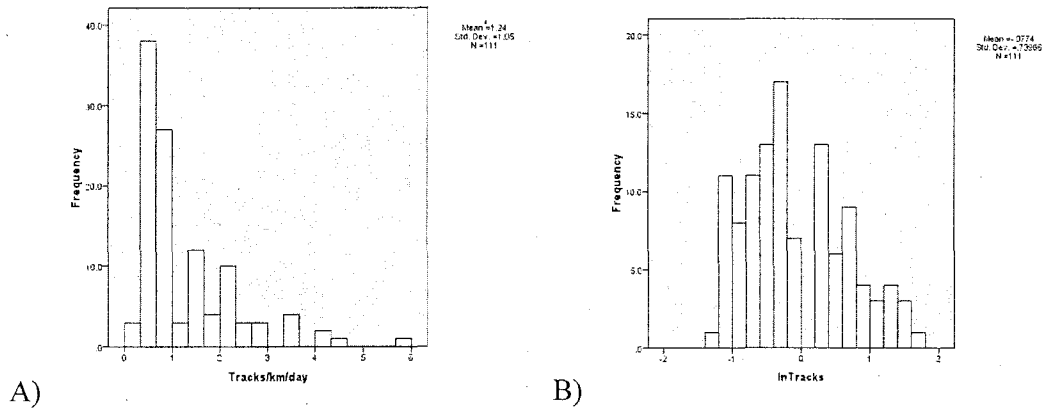 40.0
30.0
20.0
10.0
.0
Frequency
0 1 2 3 4 5 6
Tracks/km/day
Mean =1.24
Std. Dev. =1.05
N =111
A)
20.0
15.0
10.0
5.0
.0
Frequency
-2 -1 0 1 2
lnTracks
Mean =-.0774
Std. Dev. =.73966
N =111
B)